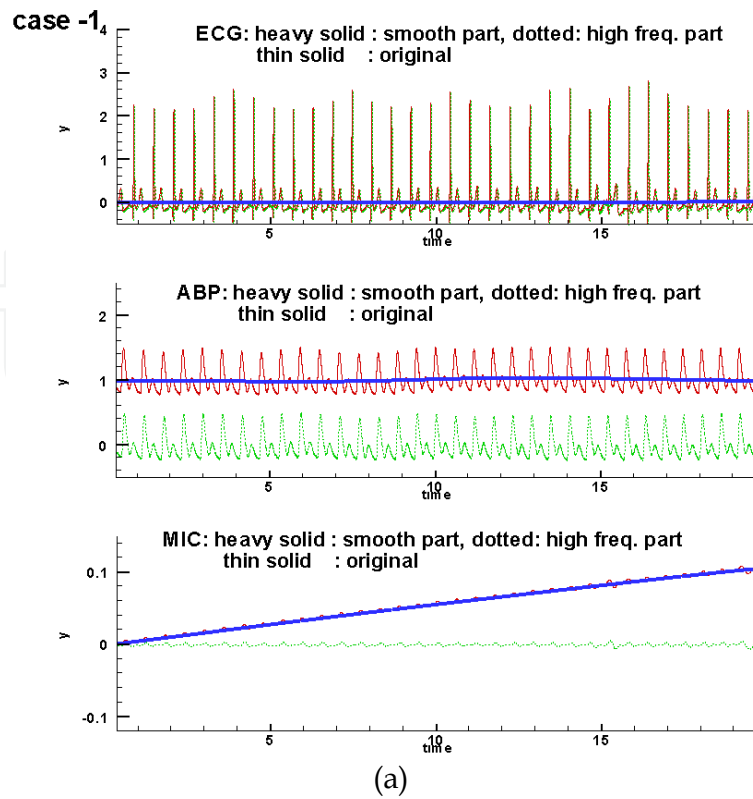 case -1
ECG: heavy solid : smooth part, dotted: high freq. part
thin solid : original
4
3
2
1
0
y
5
10
15
time
ABP: heavy solid : smooth part, dotted: high freq. part
thin solid : original
2
1
0
y
5
10
15
time
MIC: heavy solid : smooth part, dotted: high freq. part
thin solid : original
0.1
0
-0.1
y
5
10
15
time
(a)